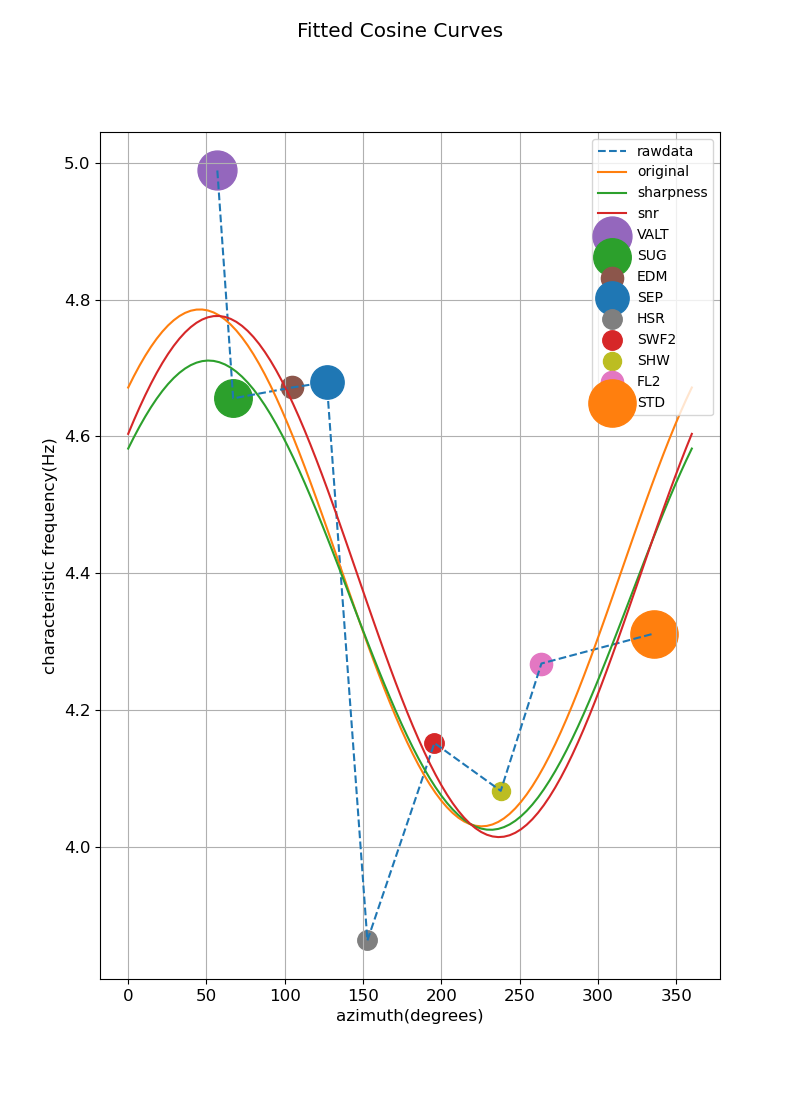 Fitted Cosine Curves
rawdata
original
sharpness
snr
VALT
SUG
EDM
SEP
HSR
SWF2
SHW
FL2
STD
5.0
4.8
4.6
4.4
4.2
4.0
characteristic frequency(Hz)
0 50 100 150 200 250 300 350
azimuth(degrees)